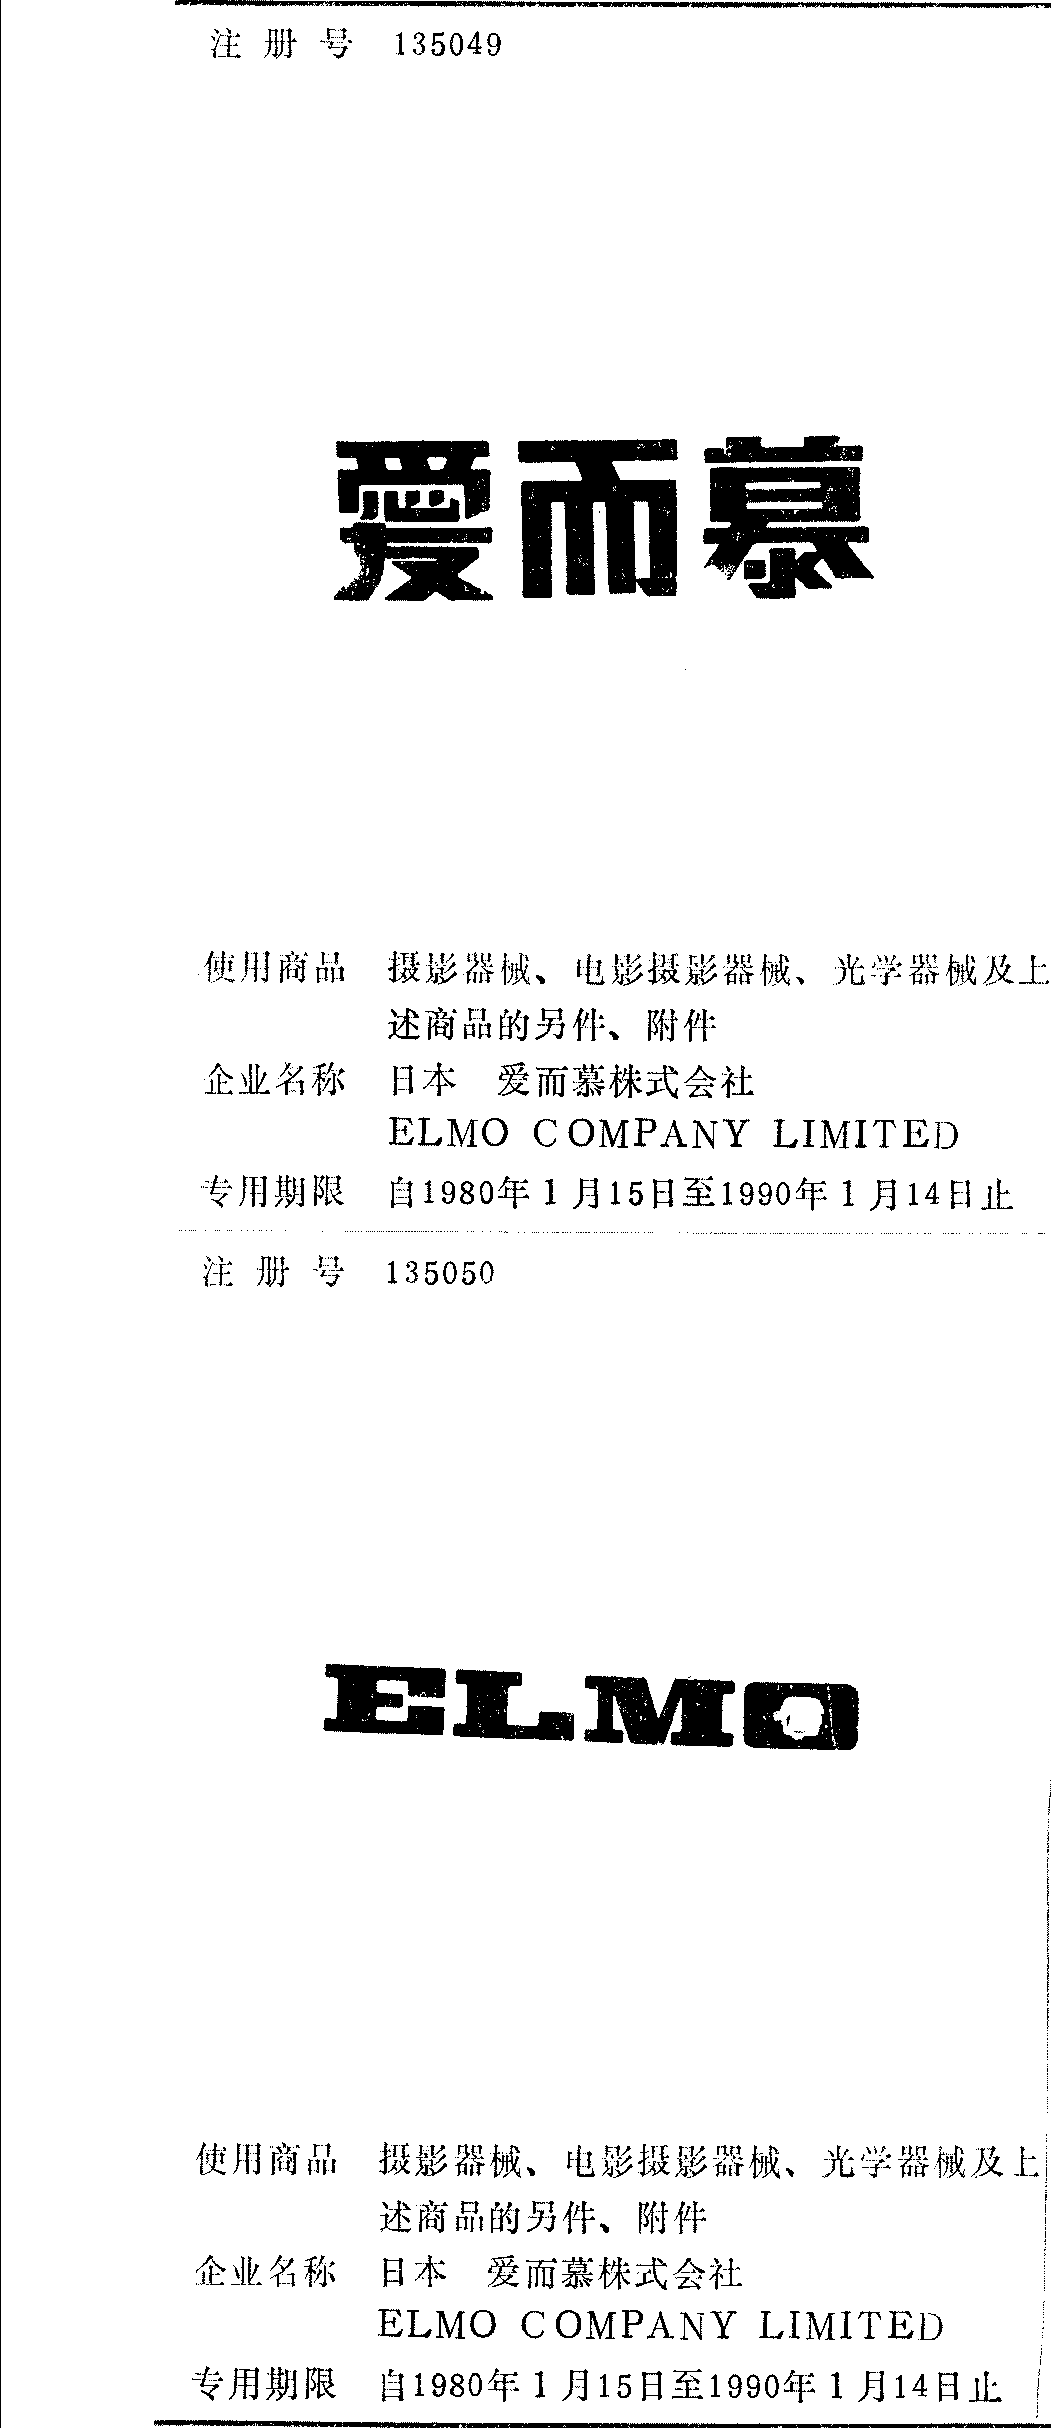 注册号 135049
爱而慕
使用商品 摄影器械、电影摄影器械、光学器械及上
述商品的另件、附件
企业名称 日本 爱而慕株式会社
ELMO COMPANY LIMITED
专用期限 自1980年1月15日至1990年1月14日止
注册号 135050
ELMO
使用商品 摄影器械、电影摄影器械、光学器械及上
述商品的另件、附件
企业名称 日本 爱而慕株式会社
ELMO COMPANY LIMITED
专用期限 自1980年1月15日至1990年1月14日止